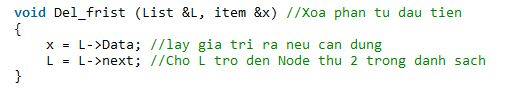 void Del_frist (List &L, item &x) //Xoa phan tu dau tien
{
    x = L->Data; //lay gia tri ra neu can dung
    L = L->next; //Cho L tro den Node thu 2 trong danh sach
}